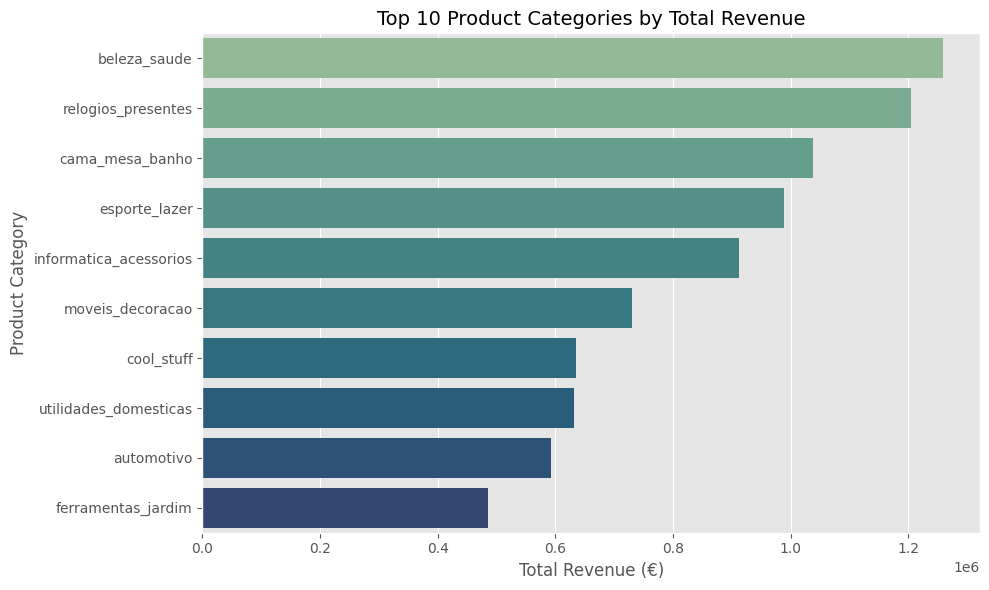 Top 10 Product Categories by Total Revenue
Product Category
beleza_saude
relogios_presentes
cama_mesa_banho
esporte_lazer
informatica_acessorios
moveis_decoracao
cool_stuff
utilidades_domesticas
automotivo
ferramentas_jardim
0.0 0.2 0.4 0.6 0.8 1.0 1.2
1e6
Total Revenue (€)